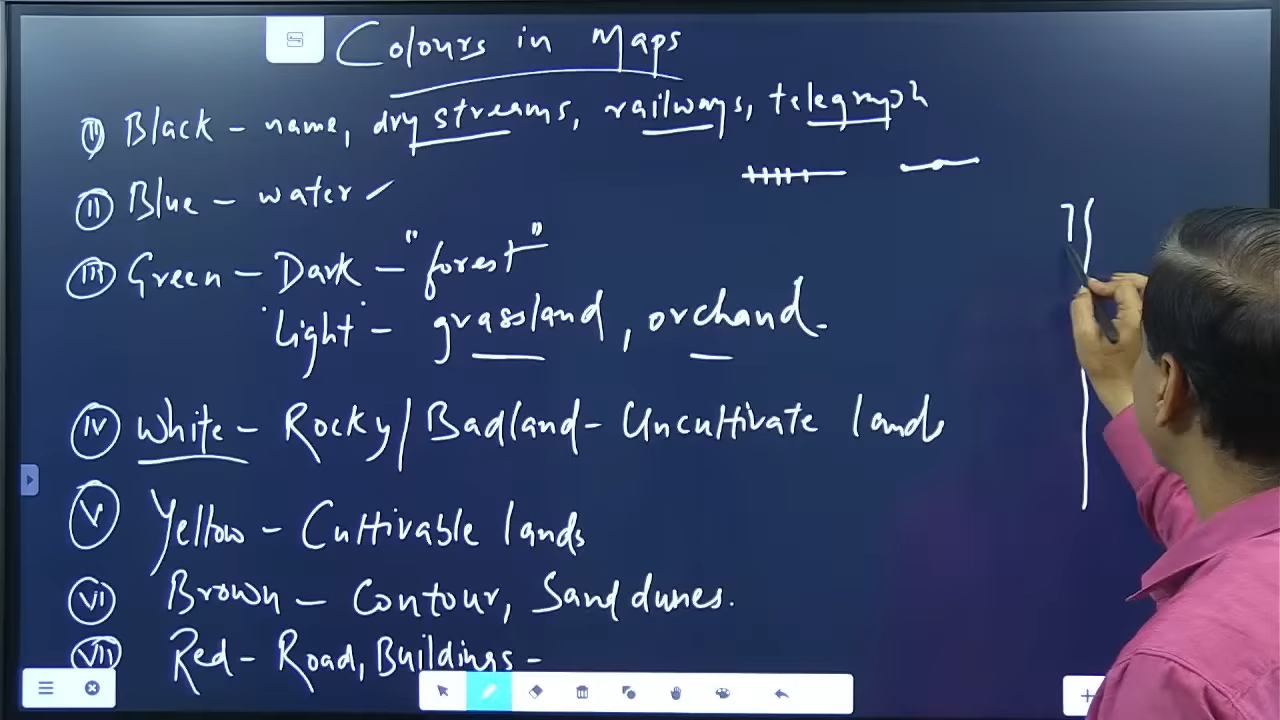 Colours in Maps
(i) Black – name, dry streams, railways, telegraph
(ii) Blue – water ✓
(iii) Green – Dark – "forest"
'Light' – grassland, orchand.
(iv) White – Rocky/Badland – Uncultivate lands
(v) Yellow – Cultivable lands
(vi) Brown – Contour, Sand dunes.
(vii) Red – Road, Buildings –